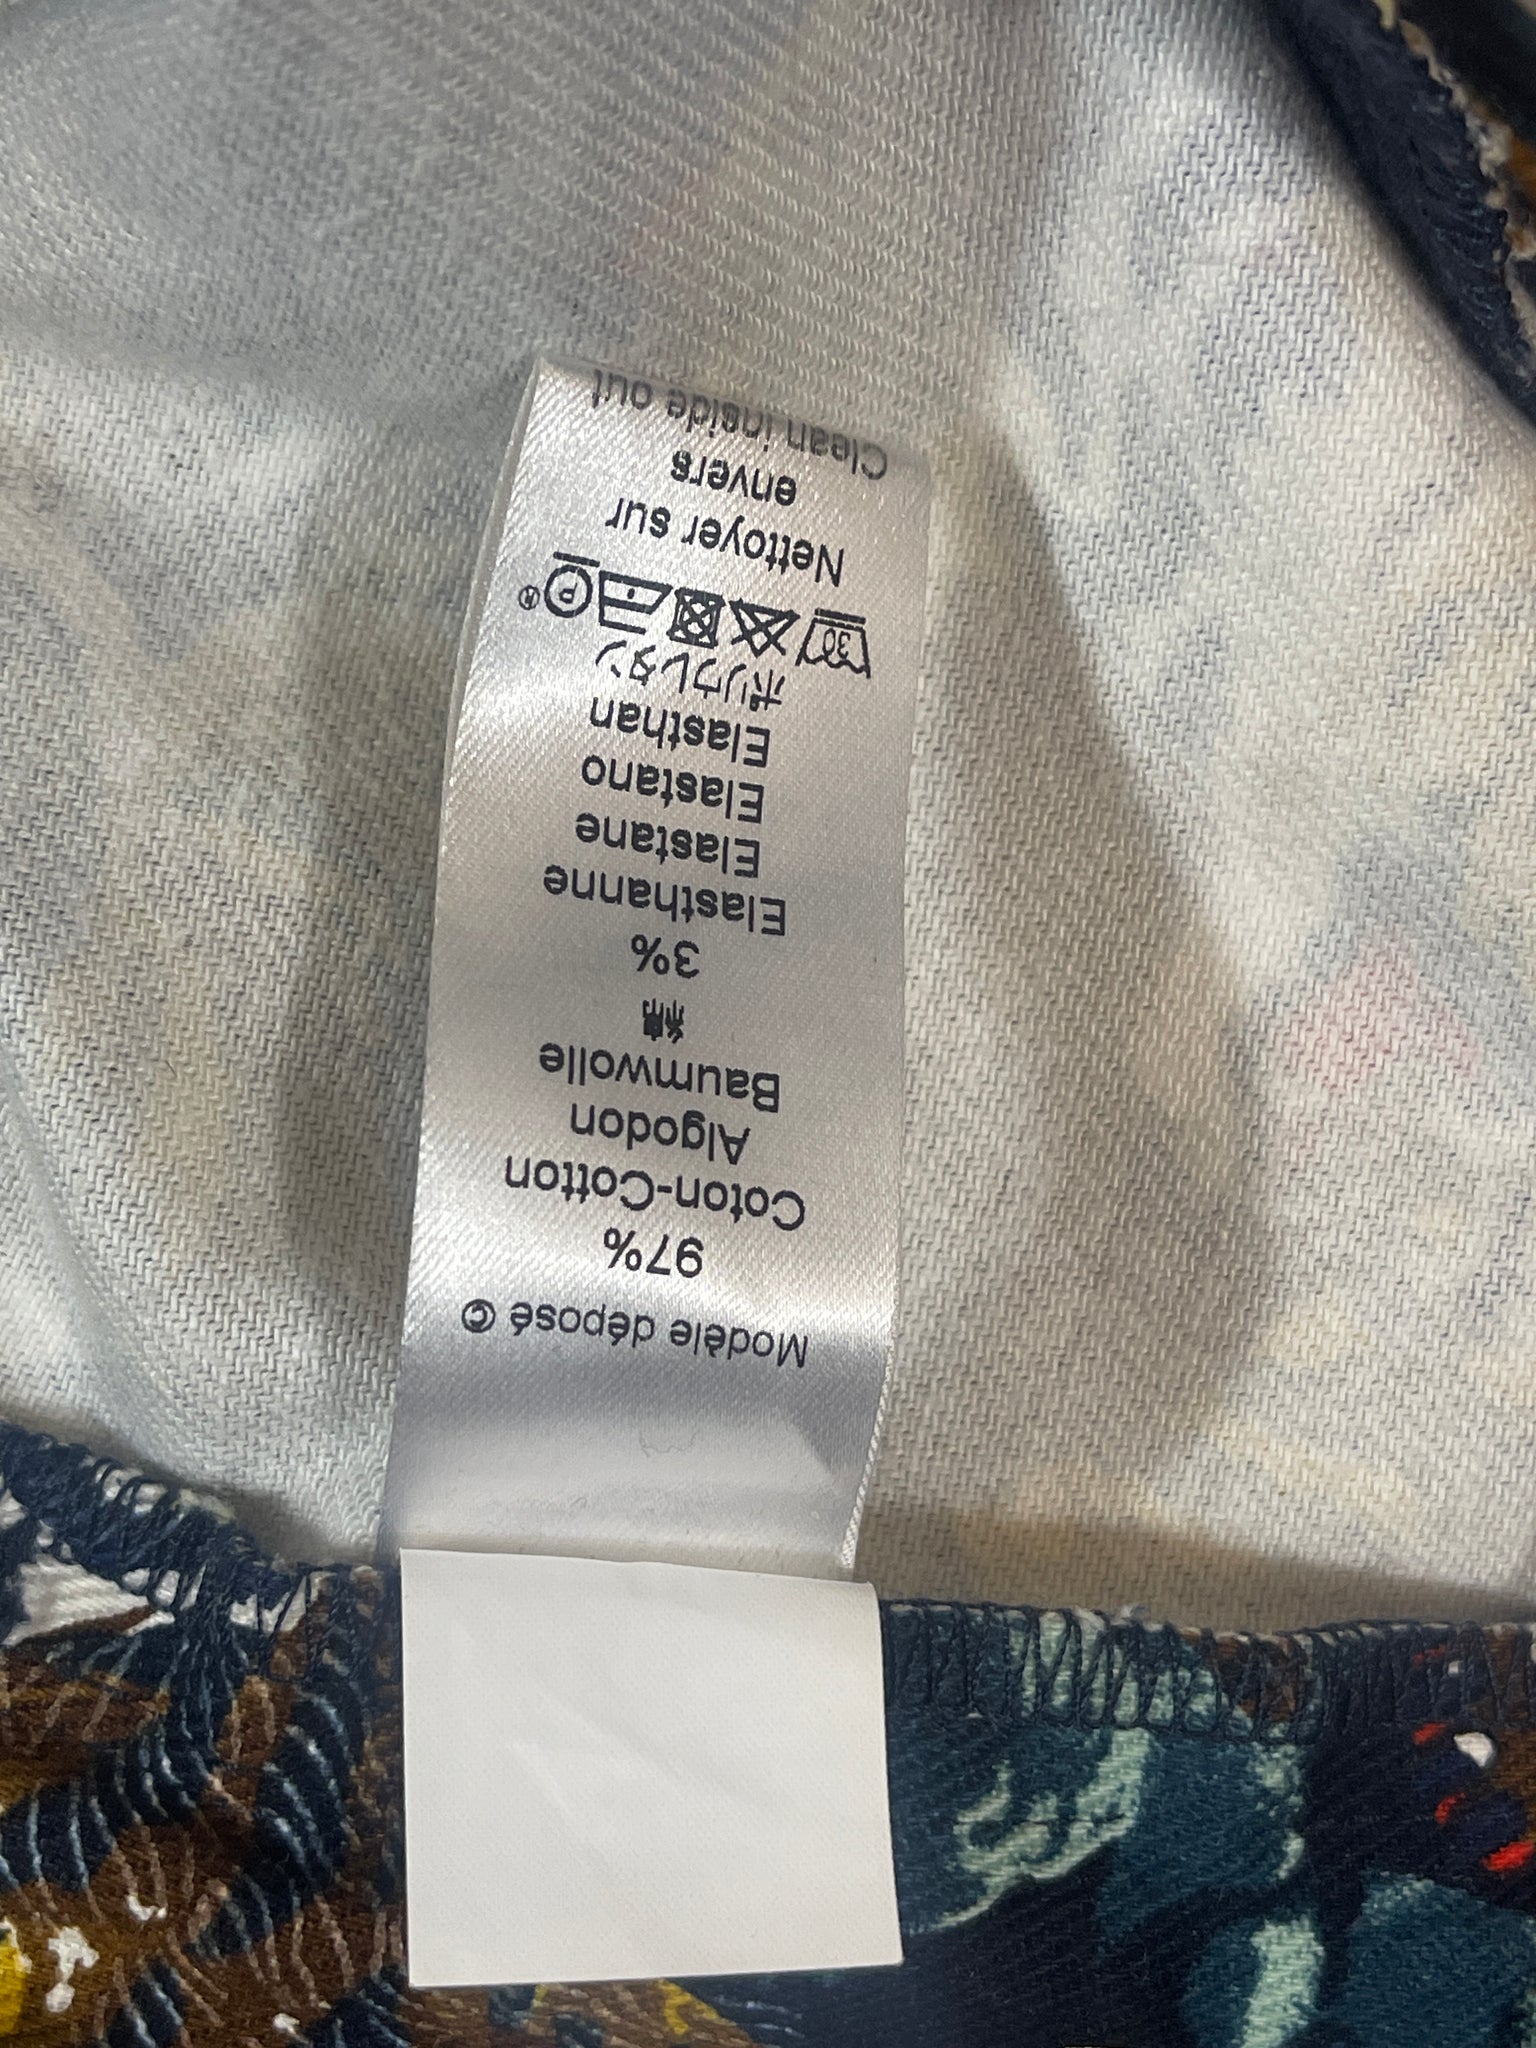 Modèle déposé ©
97%
Coton-Cotton
Algodon
Baumwolle
綿
3%
Elasthanne
Elastane
Elastano
Elasthan
ポリウレタン
30 P ®
Nettoyer sur
envers
Clean inside out